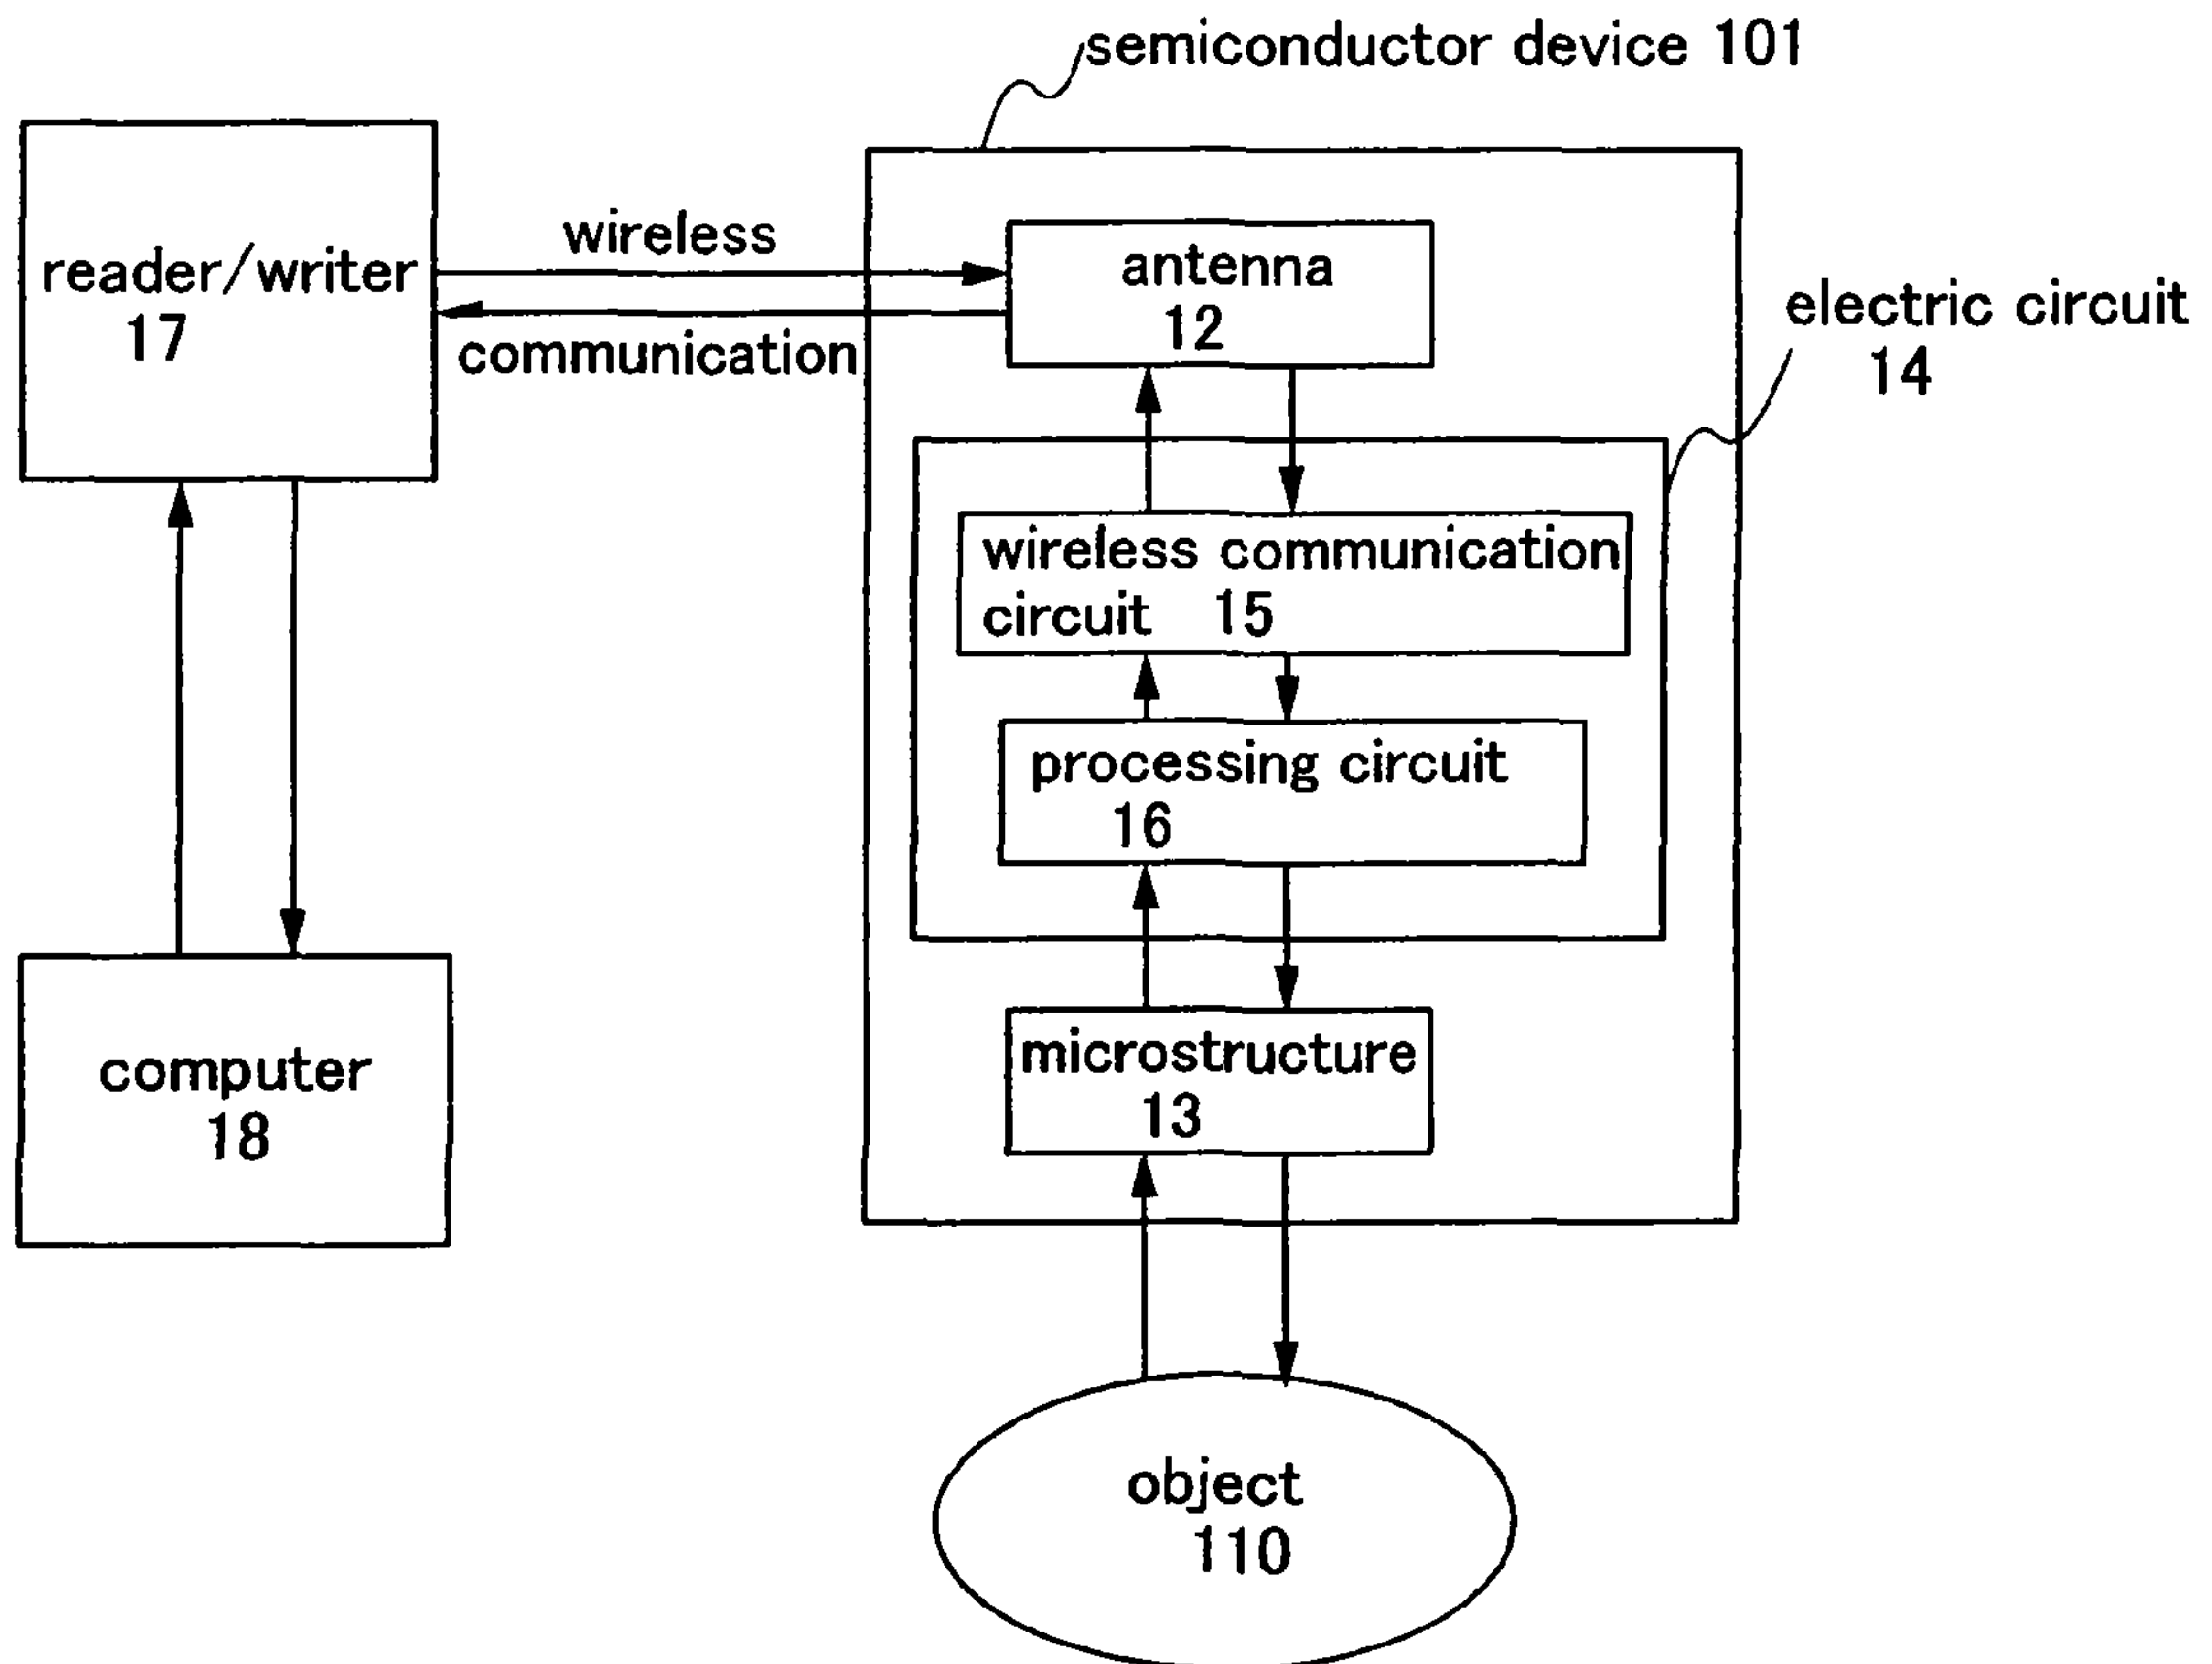 semiconductor device 101
reader/writer
17
wireless
communication
antenna
12
electric circuit
14
wireless communication
circuit 15
processing circuit
16
microstructure
13
computer
18
object
110